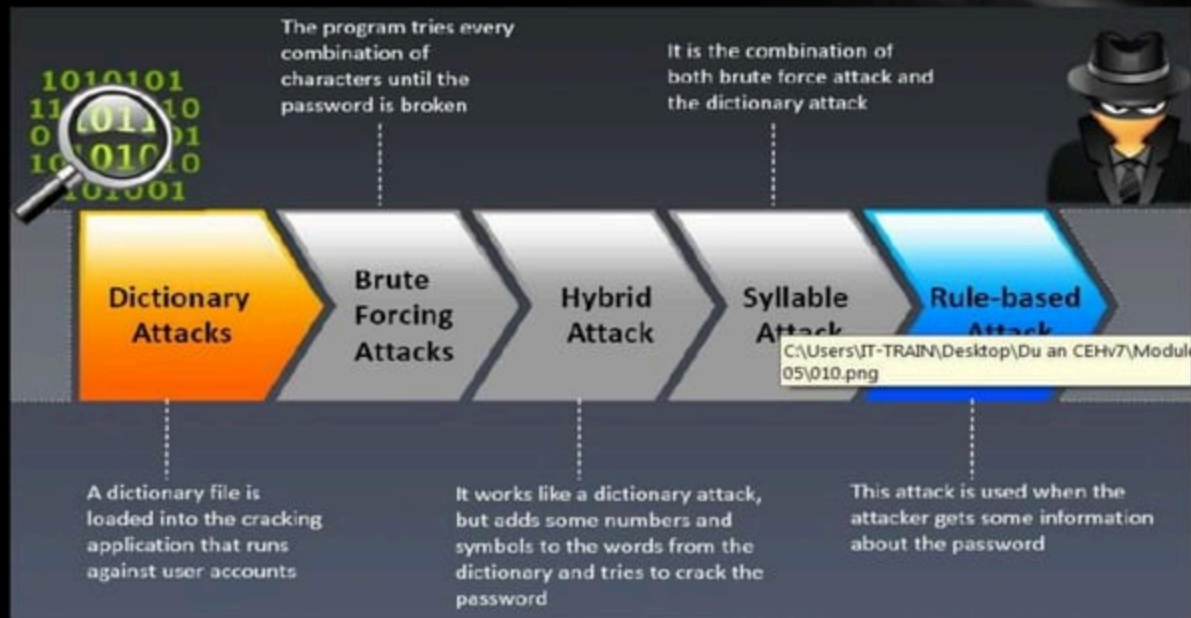 The program tries every
combination of
characters until the
password is broken
It is the combination of
both brute force attack and
the dictionary attack
1010101
101001
Dictionary
Attacks
Brute
Forcing
Attacks
Hybrid
Attack
Syllable
Attack
Rule-based
Attack
C:\Users\IT-TRAIN\Desktop\Du an CEHv7\Module
05\010.png
A dictionary file is
loaded into the cracking
application that runs
against user accounts
It works like a dictionary attack,
but adds some numbers and
symbols to the words from the
dictionary and tries to crack the
password
This attack is used when the
attacker gets some information
about the password